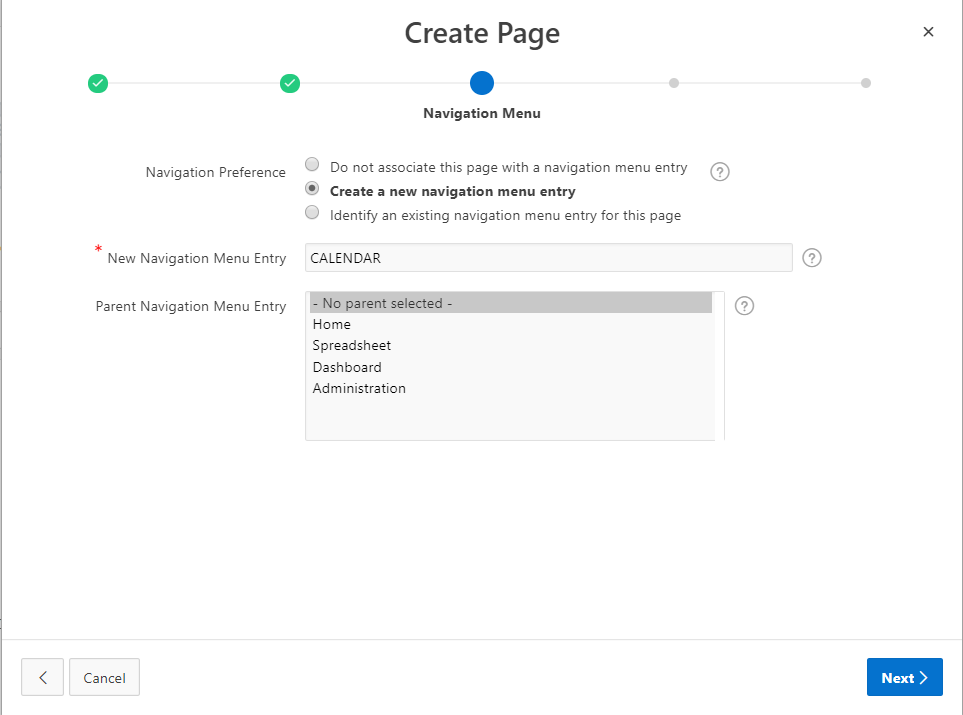 Create Page
Navigation Menu
Navigation Preference
Do not associate this page with a navigation menu entry
Create a new navigation menu entry
Identify an existing navigation menu entry for this page
* New Navigation Menu Entry
CALENDAR
Parent Navigation Menu Entry
- No parent selected -
Home
Spreadsheet
Dashboard
Administration
Cancel
Next